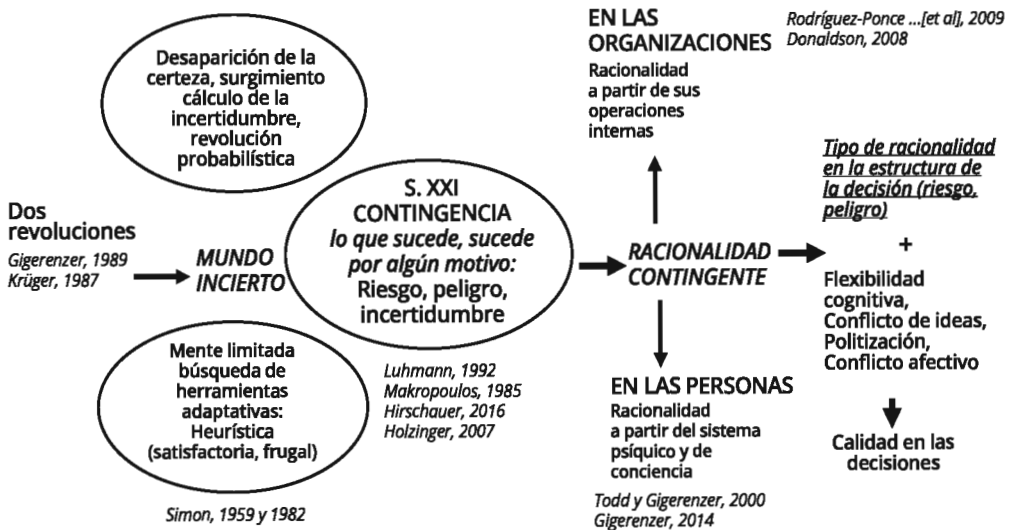 Desaparición de la
certeza, surgimiento
cálculo de la
incertidumbre,
revolución
probabilística
Dos
revoluciones
Gigerenzer, 1989
Krüger, 1987
MUNDO
INCIERTO
Mente limitada
búsqueda de
herramientas
adaptativas:
Heurística
(satisfactoria, frugal)
Simon, 1959 y 1982
S. XXI
CONTINGENCIA
lo que sucede, sucede
por algún motivo:
Riesgo, peligro,
incertidumbre
Luhmann, 1992
Makropoulos, 1985
Hirschauer, 2016
Holzinger, 2007
EN LAS
ORGANIZACIONES
Racionalidad
a partir de sus
operaciones
internas
Rodríguez-Ponce ...[et al], 2009
Donaldson, 2008
RACIONALIDAD
CONTINGENTE
EN LAS PERSONAS
Racionalidad
a partir del sistema
psíquico y de
conciencia
Todd y Gigerenzer, 2000
Gigerenzer, 2014
Tipo de racionalidad
en la estructura de
la decisión (riesgo,
peligro)
+
Flexibilidad
cognitiva,
Conflicto de ideas,
Politización,
Conflicto afectivo
Calidad en las
decisiones